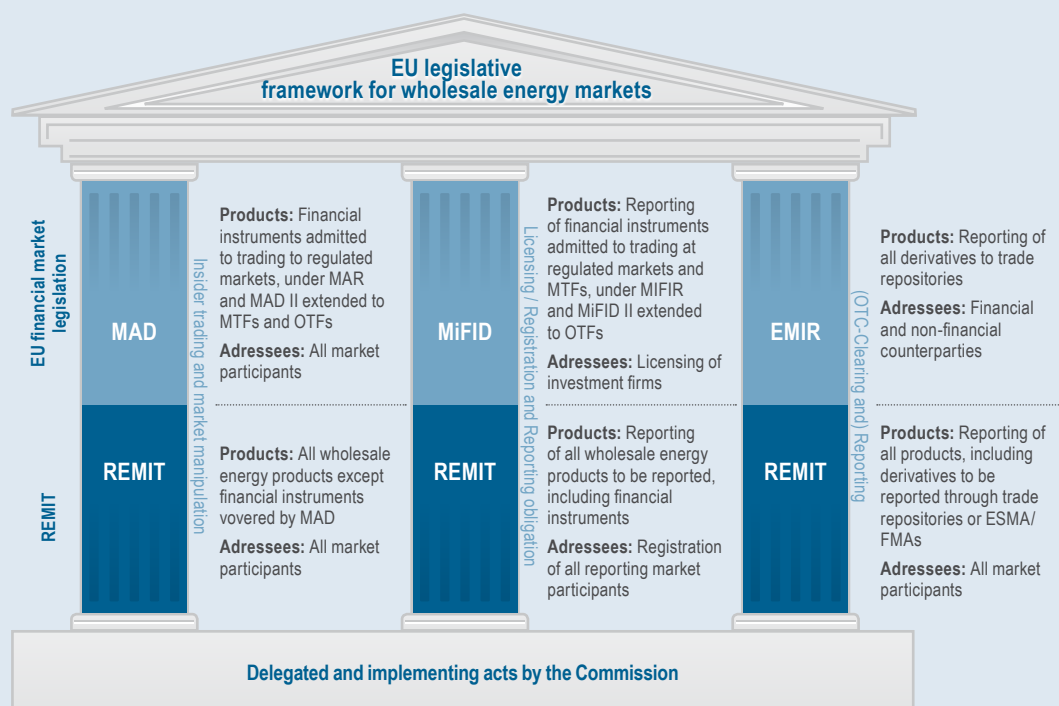 EU legislative
framework for wholesale energy markets
EU financial market
legislation
MAD
Insider trading and market manipulation
Products: Financial
instruments admitted
to trading to regulated
markets, under MAR
and MAD II extended to
MTFs and OTFs
Adressees: All market
participants
MiFID
Licensing / Registration and Reporting obligation
Products: Reporting
of financial instruments
admitted to trading at
regulated markets and
MTFs, under MIFIR
and MiFID II extended
to OTFs
Adressees: Licensing of
investment firms
EMIR
(OTC-Clearing and) Reporting
Products: Reporting of
all derivatives to trade
repositories
Adressees: Financial
and non-financial
counterparties
REMIT
REMIT
Products: All wholesale
energy products except
financial instruments
vovered by MAD
Adressees: All market
participants
REMIT
Products: Reporting
of all wholesale energy
products to be reported,
including financial
instruments
Adressees: Registration
of all reporting market
participants
REMIT
Products: Reporting of
all products, including
derivatives to be
reported through trade
repositories or ESMA/
FMAs
Adressees: All market
participants
Delegated and implementing acts by the Commission